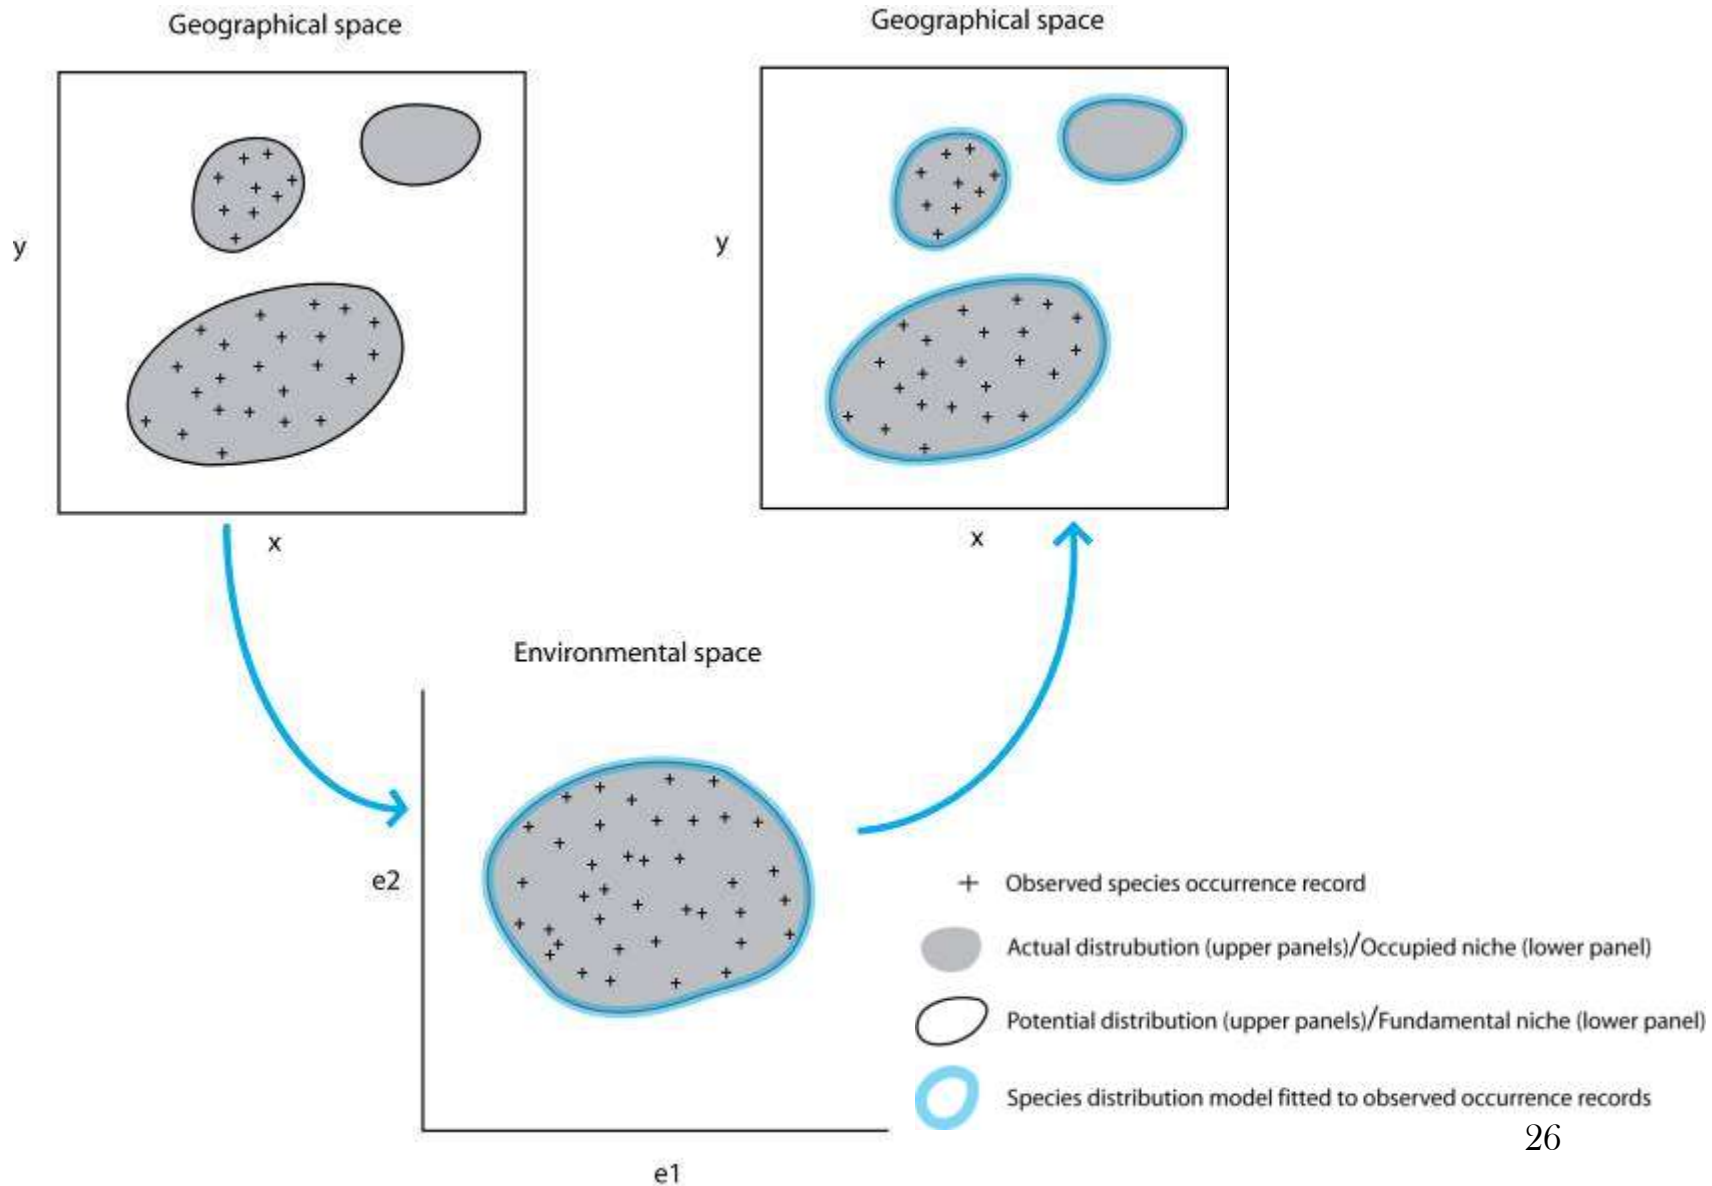 Geographical space
Geographical space
y
y
x
x
Environmental space
e2
e1
+ Observed species occurrence record
Actual distrubution (upper panels)/Occupied niche (lower panel)
Potential distribution (upper panels)/Fundamental niche (lower panel)
Species distribution model fitted to observed occurrence records
26